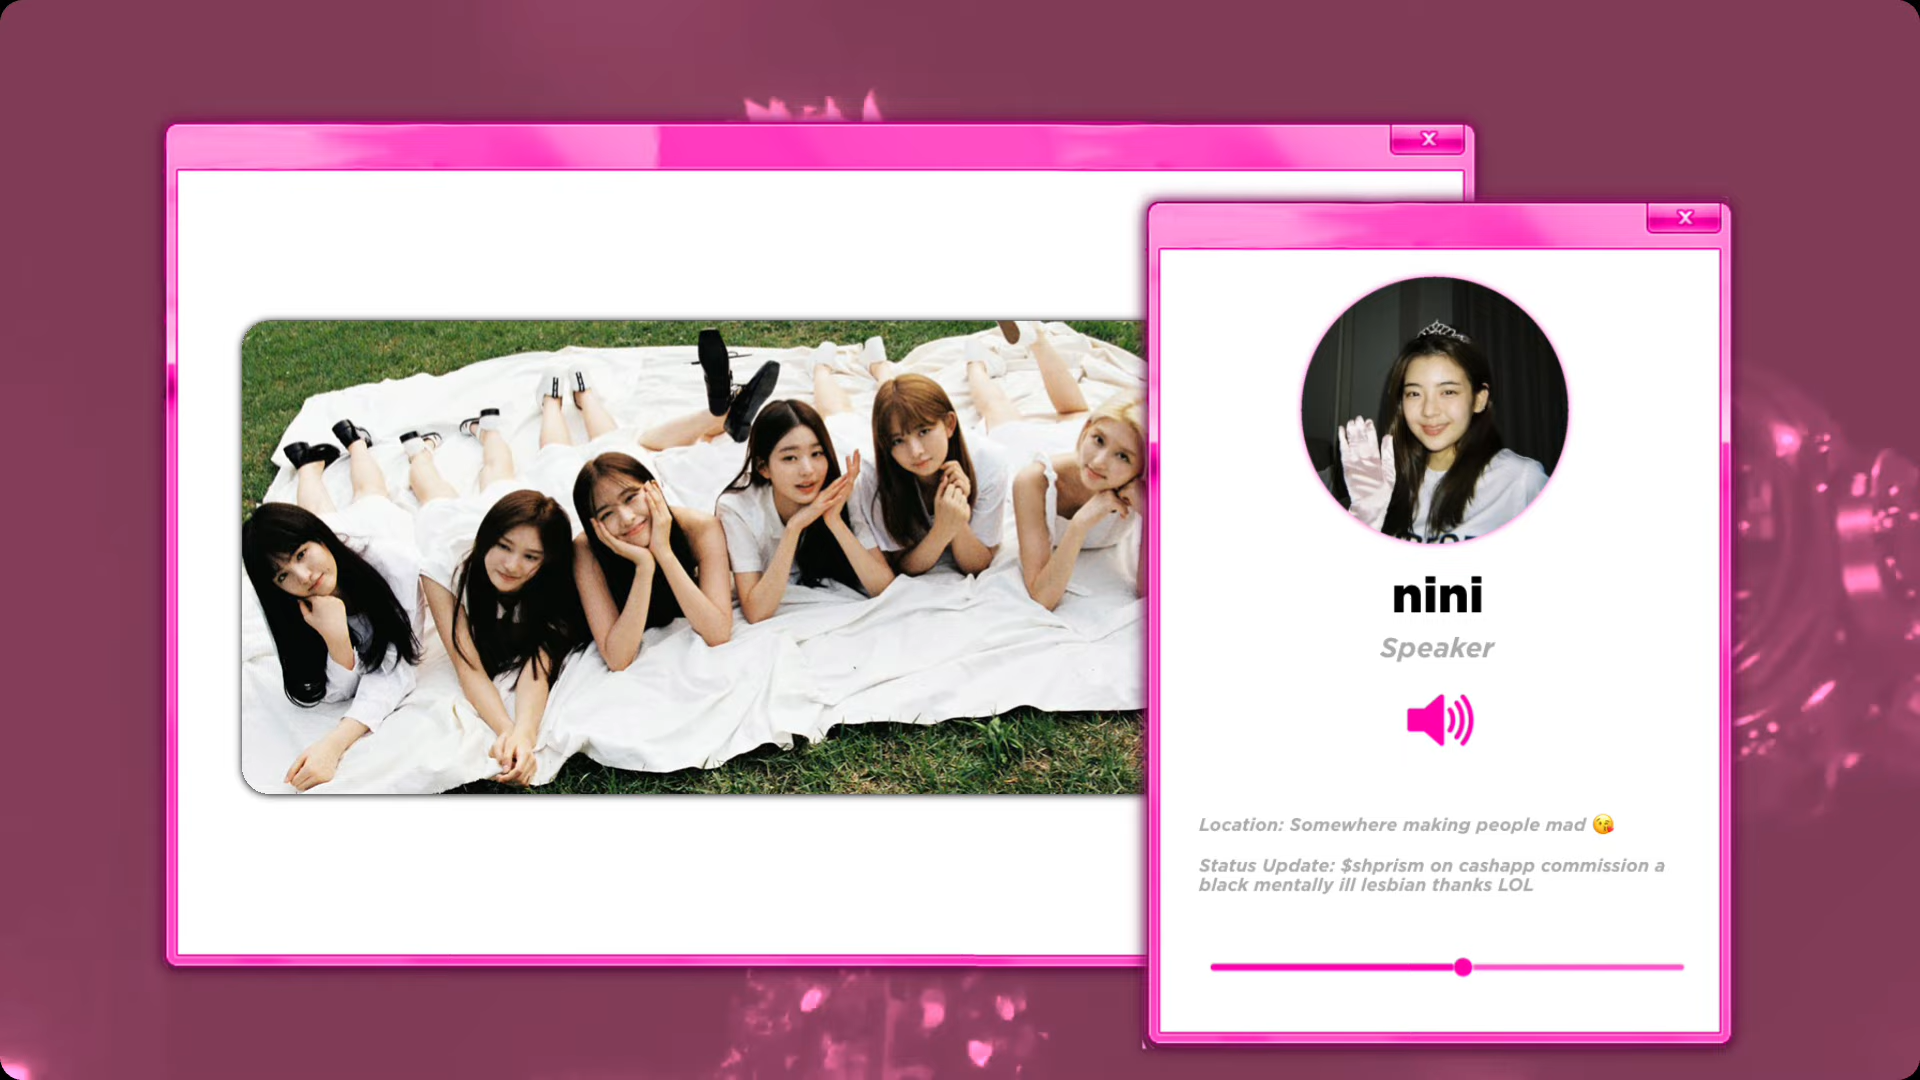 x
x
nini
Speaker
Location: Somewhere making people mad 😘
Status Update: $shprism on cashapp commission a
black mentally ill lesbian thanks LOL